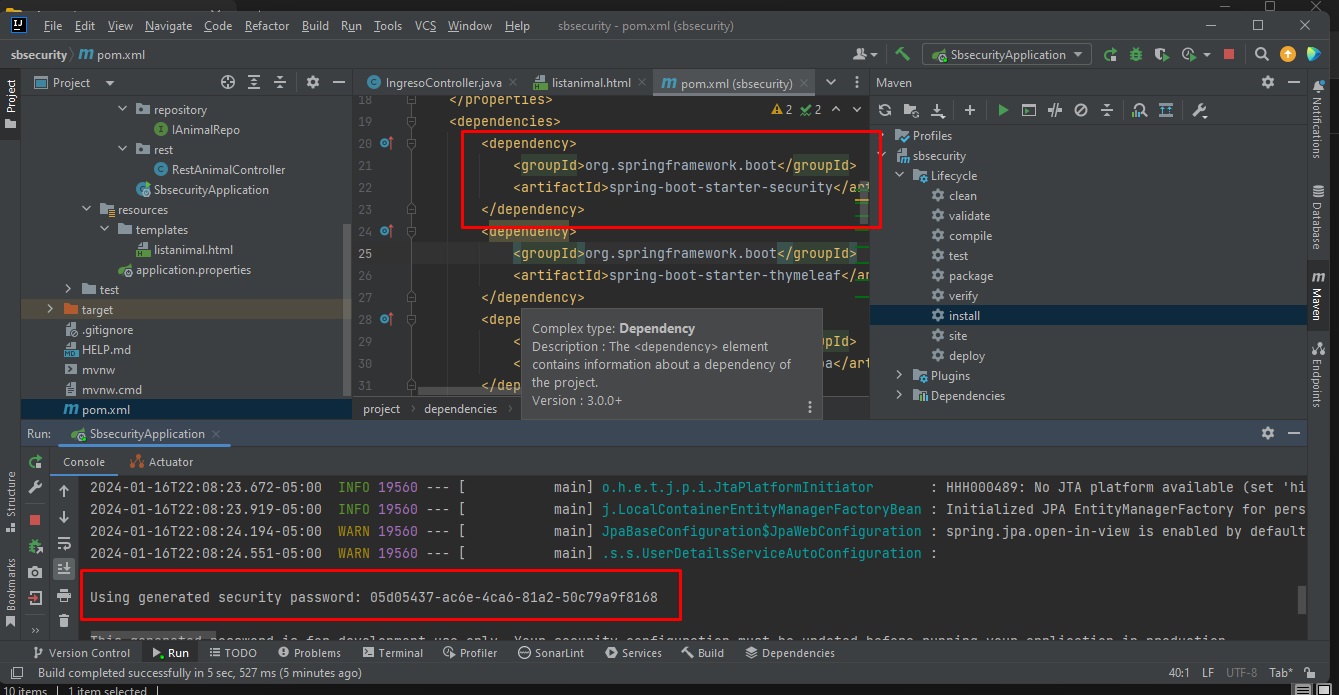 File Edit View Navigate Code Refactor Build Run Tools VCS Window Help sbsecurity - pom.xml (sbsecurity)
sbsecurity pom.xml SbsecurityApplication
Project
Project
IngresoController.java listanimal.html pom.xml (sbsecurity)
Maven
repository
IAnimalRepo
rest
RestAnimalController
SbsecurityApplication
resources
templates
listanimal.html
application.properties
test
target
.gitignore
HELP.md
mvnw
mvnw.cmd
pom.xml
2 2
18 </properties>
19 <dependencies>
20 <dependency>
21 <groupId>org.springframework.boot</groupId>
22 <artifactId>spring-boot-starter-security</art
23 </dependency>
24 <dependency>
25 <groupId>org.springframework.boot</groupId>
26 <artifactId>spring-boot-starter-thymeleaf</ar
27 </dependency>
28 <depe
29 < upId>
30 < pa</art
31 </dep
Complex type: Dependency
Description : The <dependency> element
contains information about a dependency of
the project.
Version : 3.0.0+
project dependencies
Profiles
sbsecurity
Lifecycle
clean
validate
compile
test
package
verify
install
site
deploy
Plugins
Dependencies
Notifications
Database
Maven
Endpoints
Run: SbsecurityApplication
Console Actuator
Structure
Bookmarks
2024-01-16T22:08:23.672-05:00 INFO 19560 --- [ main] o.h.e.t.j.p.i.JtaPlatformInitiator : HHH000489: No JTA platform available (set 'hi
2024-01-16T22:08:23.919-05:00 INFO 19560 --- [ main] j.LocalContainerEntityManagerFactoryBean : Initialized JPA EntityManagerFactory for pers
2024-01-16T22:08:24.194-05:00 WARN 19560 --- [ main] JpaBaseConfiguration$JpaWebConfiguration : spring.jpa.open-in-view is enabled by default
2024-01-16T22:08:24.551-05:00 WARN 19560 --- [ main] .s.s.UserDetailsServiceAutoConfiguration :
Using generated security password: 05d05437-ac6e-4ca6-81a2-50c79a9f8168
This generated password is for development use only. Your security configuration must be updated before running your application in production.
Version Control Run TODO Problems Terminal Profiler SonarLint Services Build Dependencies
Build completed successfully in 5 sec, 527 ms (5 minutes ago) 40:1 LF UTF-8 Tab*
10 items 1 item selected